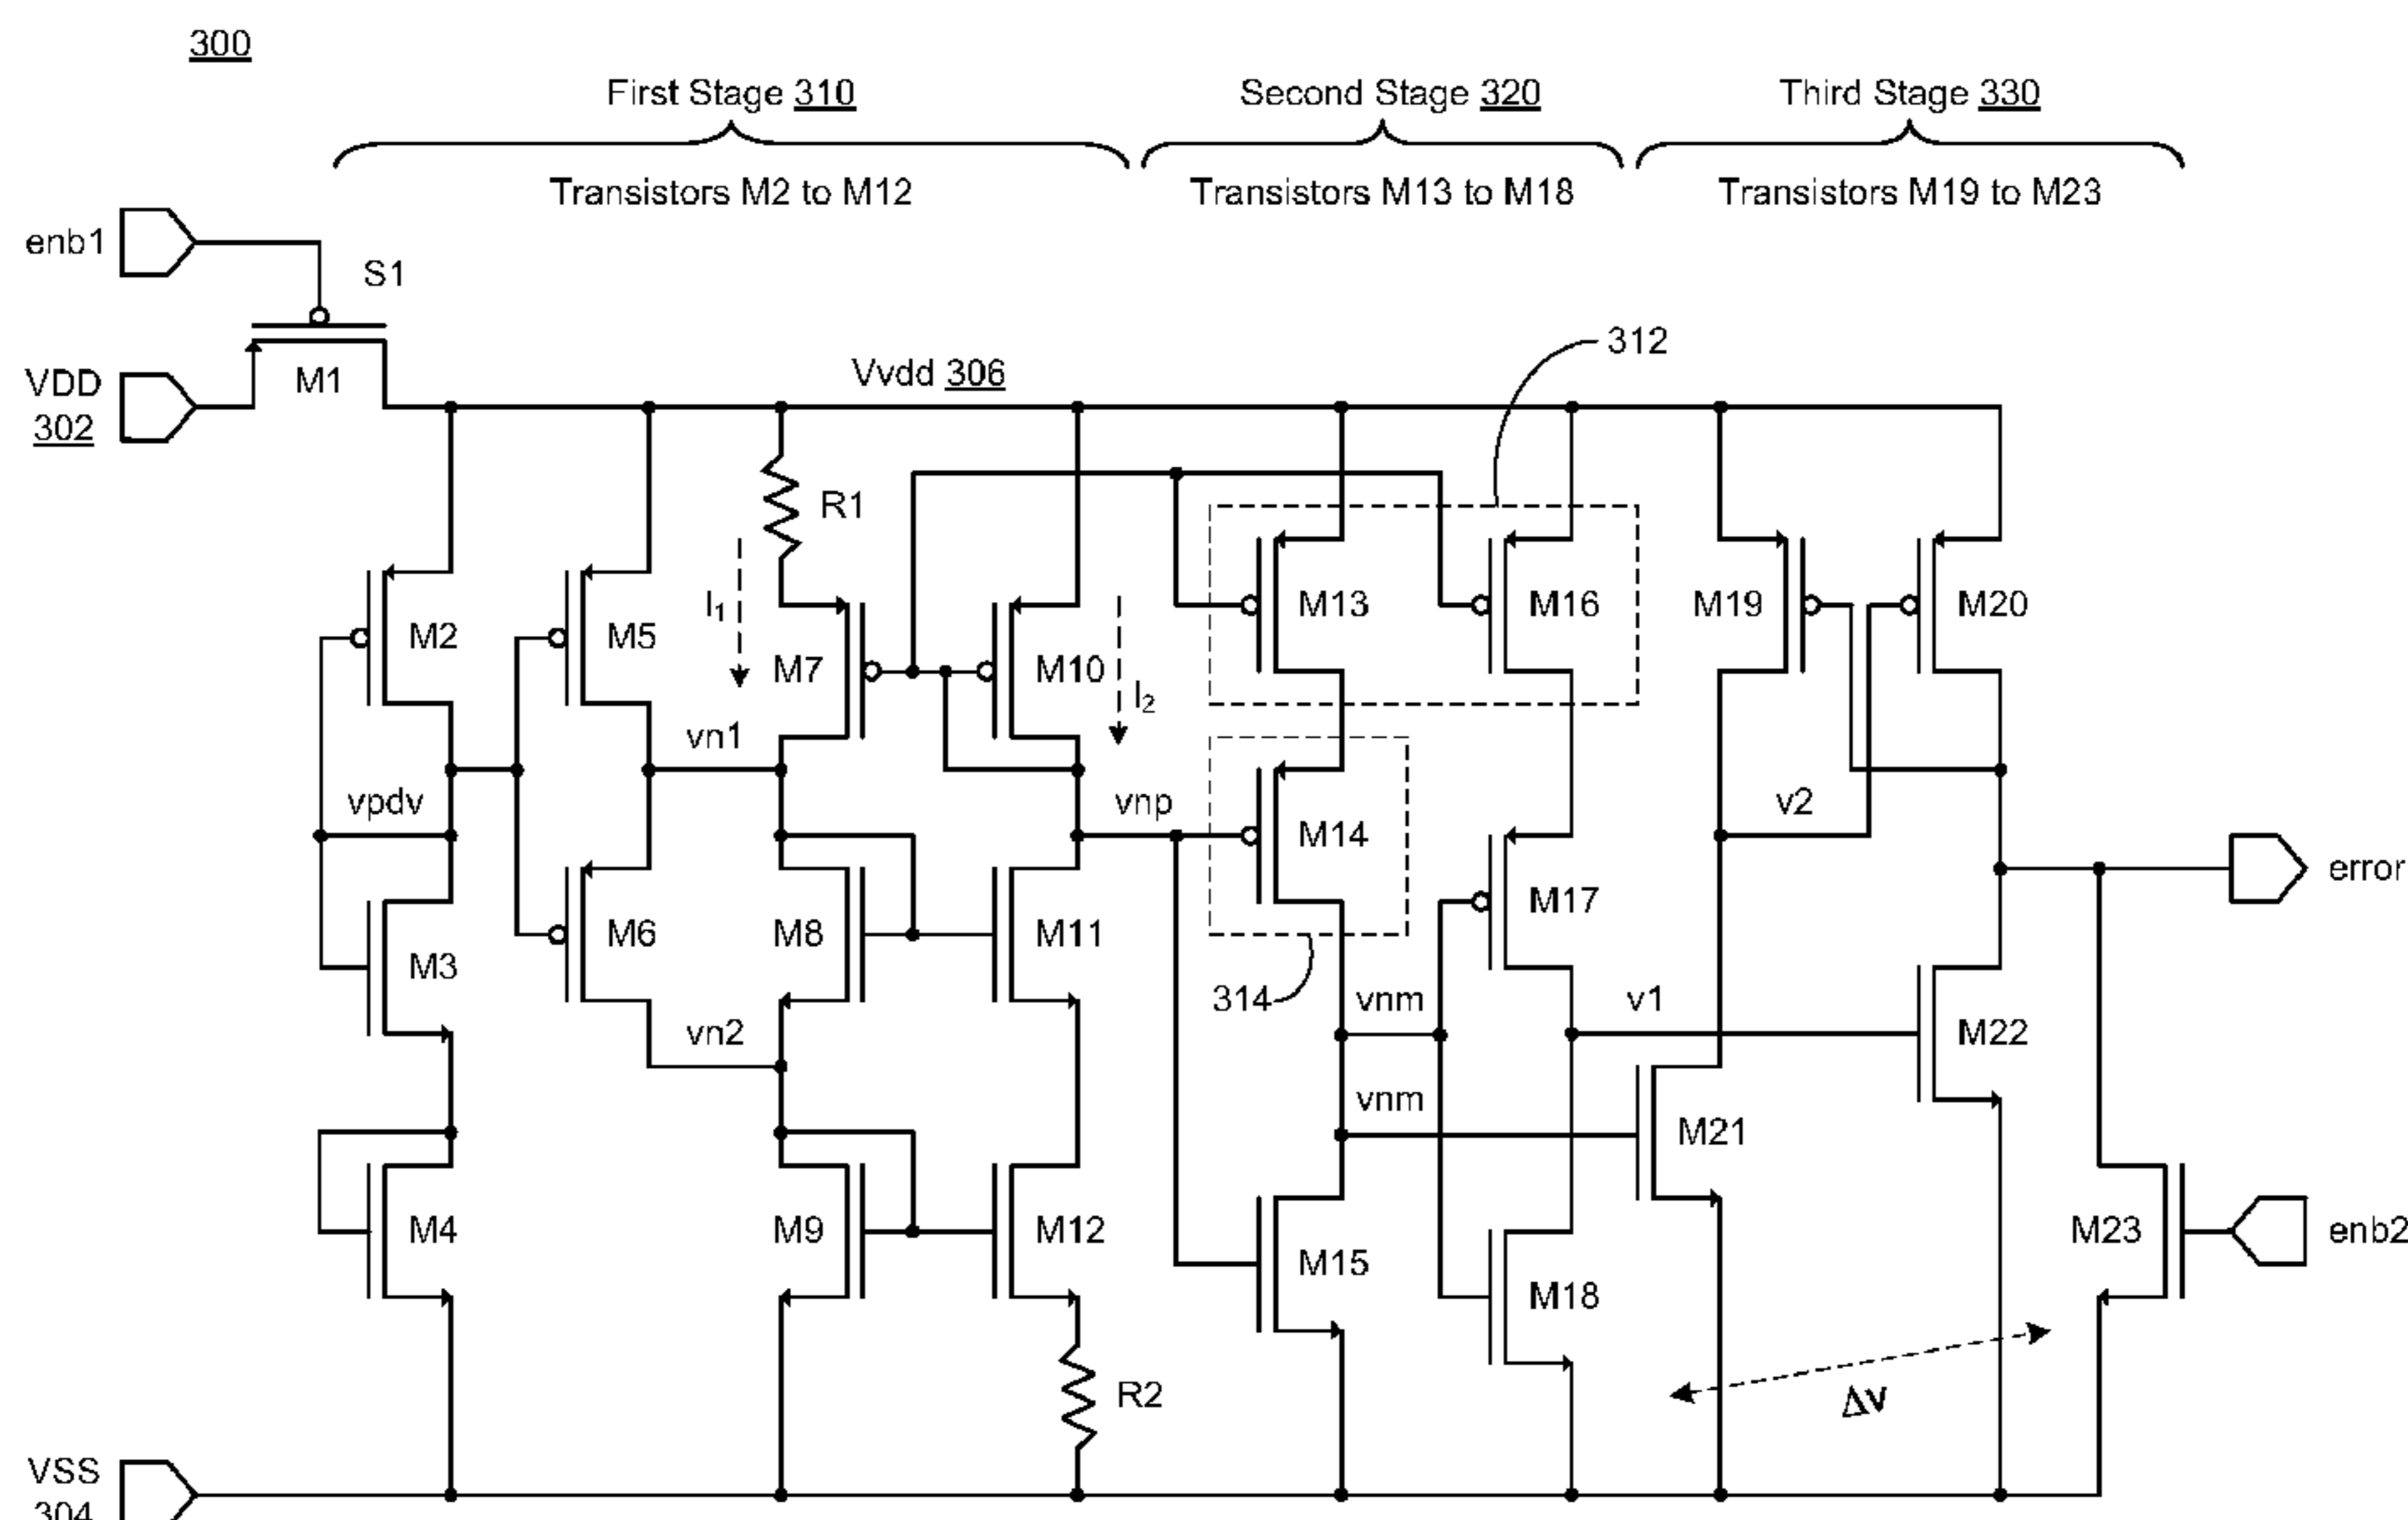 300
First Stage 310
Second Stage 320
Third Stage 330
Transistors M2 to M12
Transistors M13 to M18
Transistors M19 to M23
enb1
S1
312
VDD
302
M1
Vvdd 306
R1
I1
M2
M5
M7
M10
I2
M13
M16
M19
M20
vn1
vpdv
vnp
M14
v2
error
M3
M6
M8
M11
M17
314
vnm
v1
vn2
M22
vnm
M21
M4
M9
M12
M15
M18
M23
enb2
R2
Δv
VSS
304